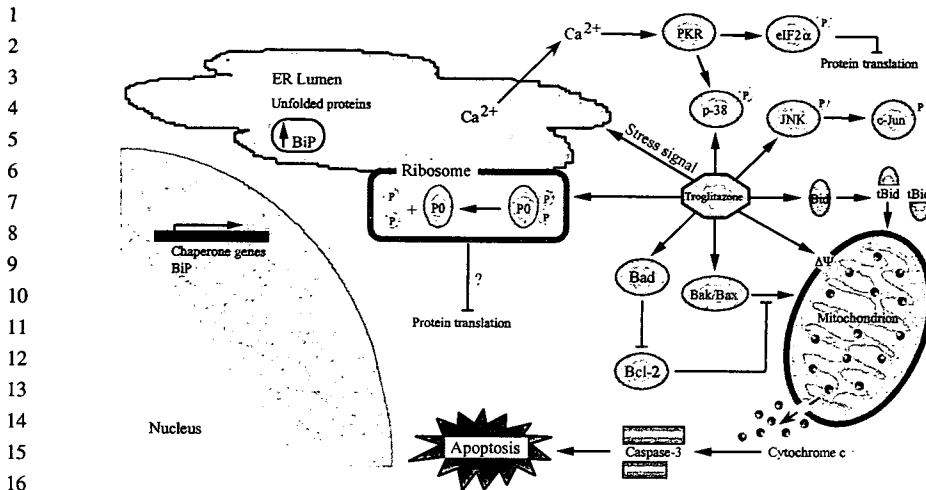 1
2
3
4
5
6
7
8
9
10
11
12
13
14
15
16
Ca²⁺
PKR
eIF2α
P
Protein translation
ER Lumen
Unfolded proteins
BiP
Ca²⁺
p-38
P
JNK
P
c-Jun
P
Stress signal
Ribosome
P
P
+
P0
P0
P
P
Troglitazone
Bid
tBid
tBid
Chaperone genes
BiP
?
Protein translation
Bad
Bak/Bax
ΔΨ
Mitochondrion
Bcl-2
Nucleus
Apoptosis
Caspase-3
Cytochrome c